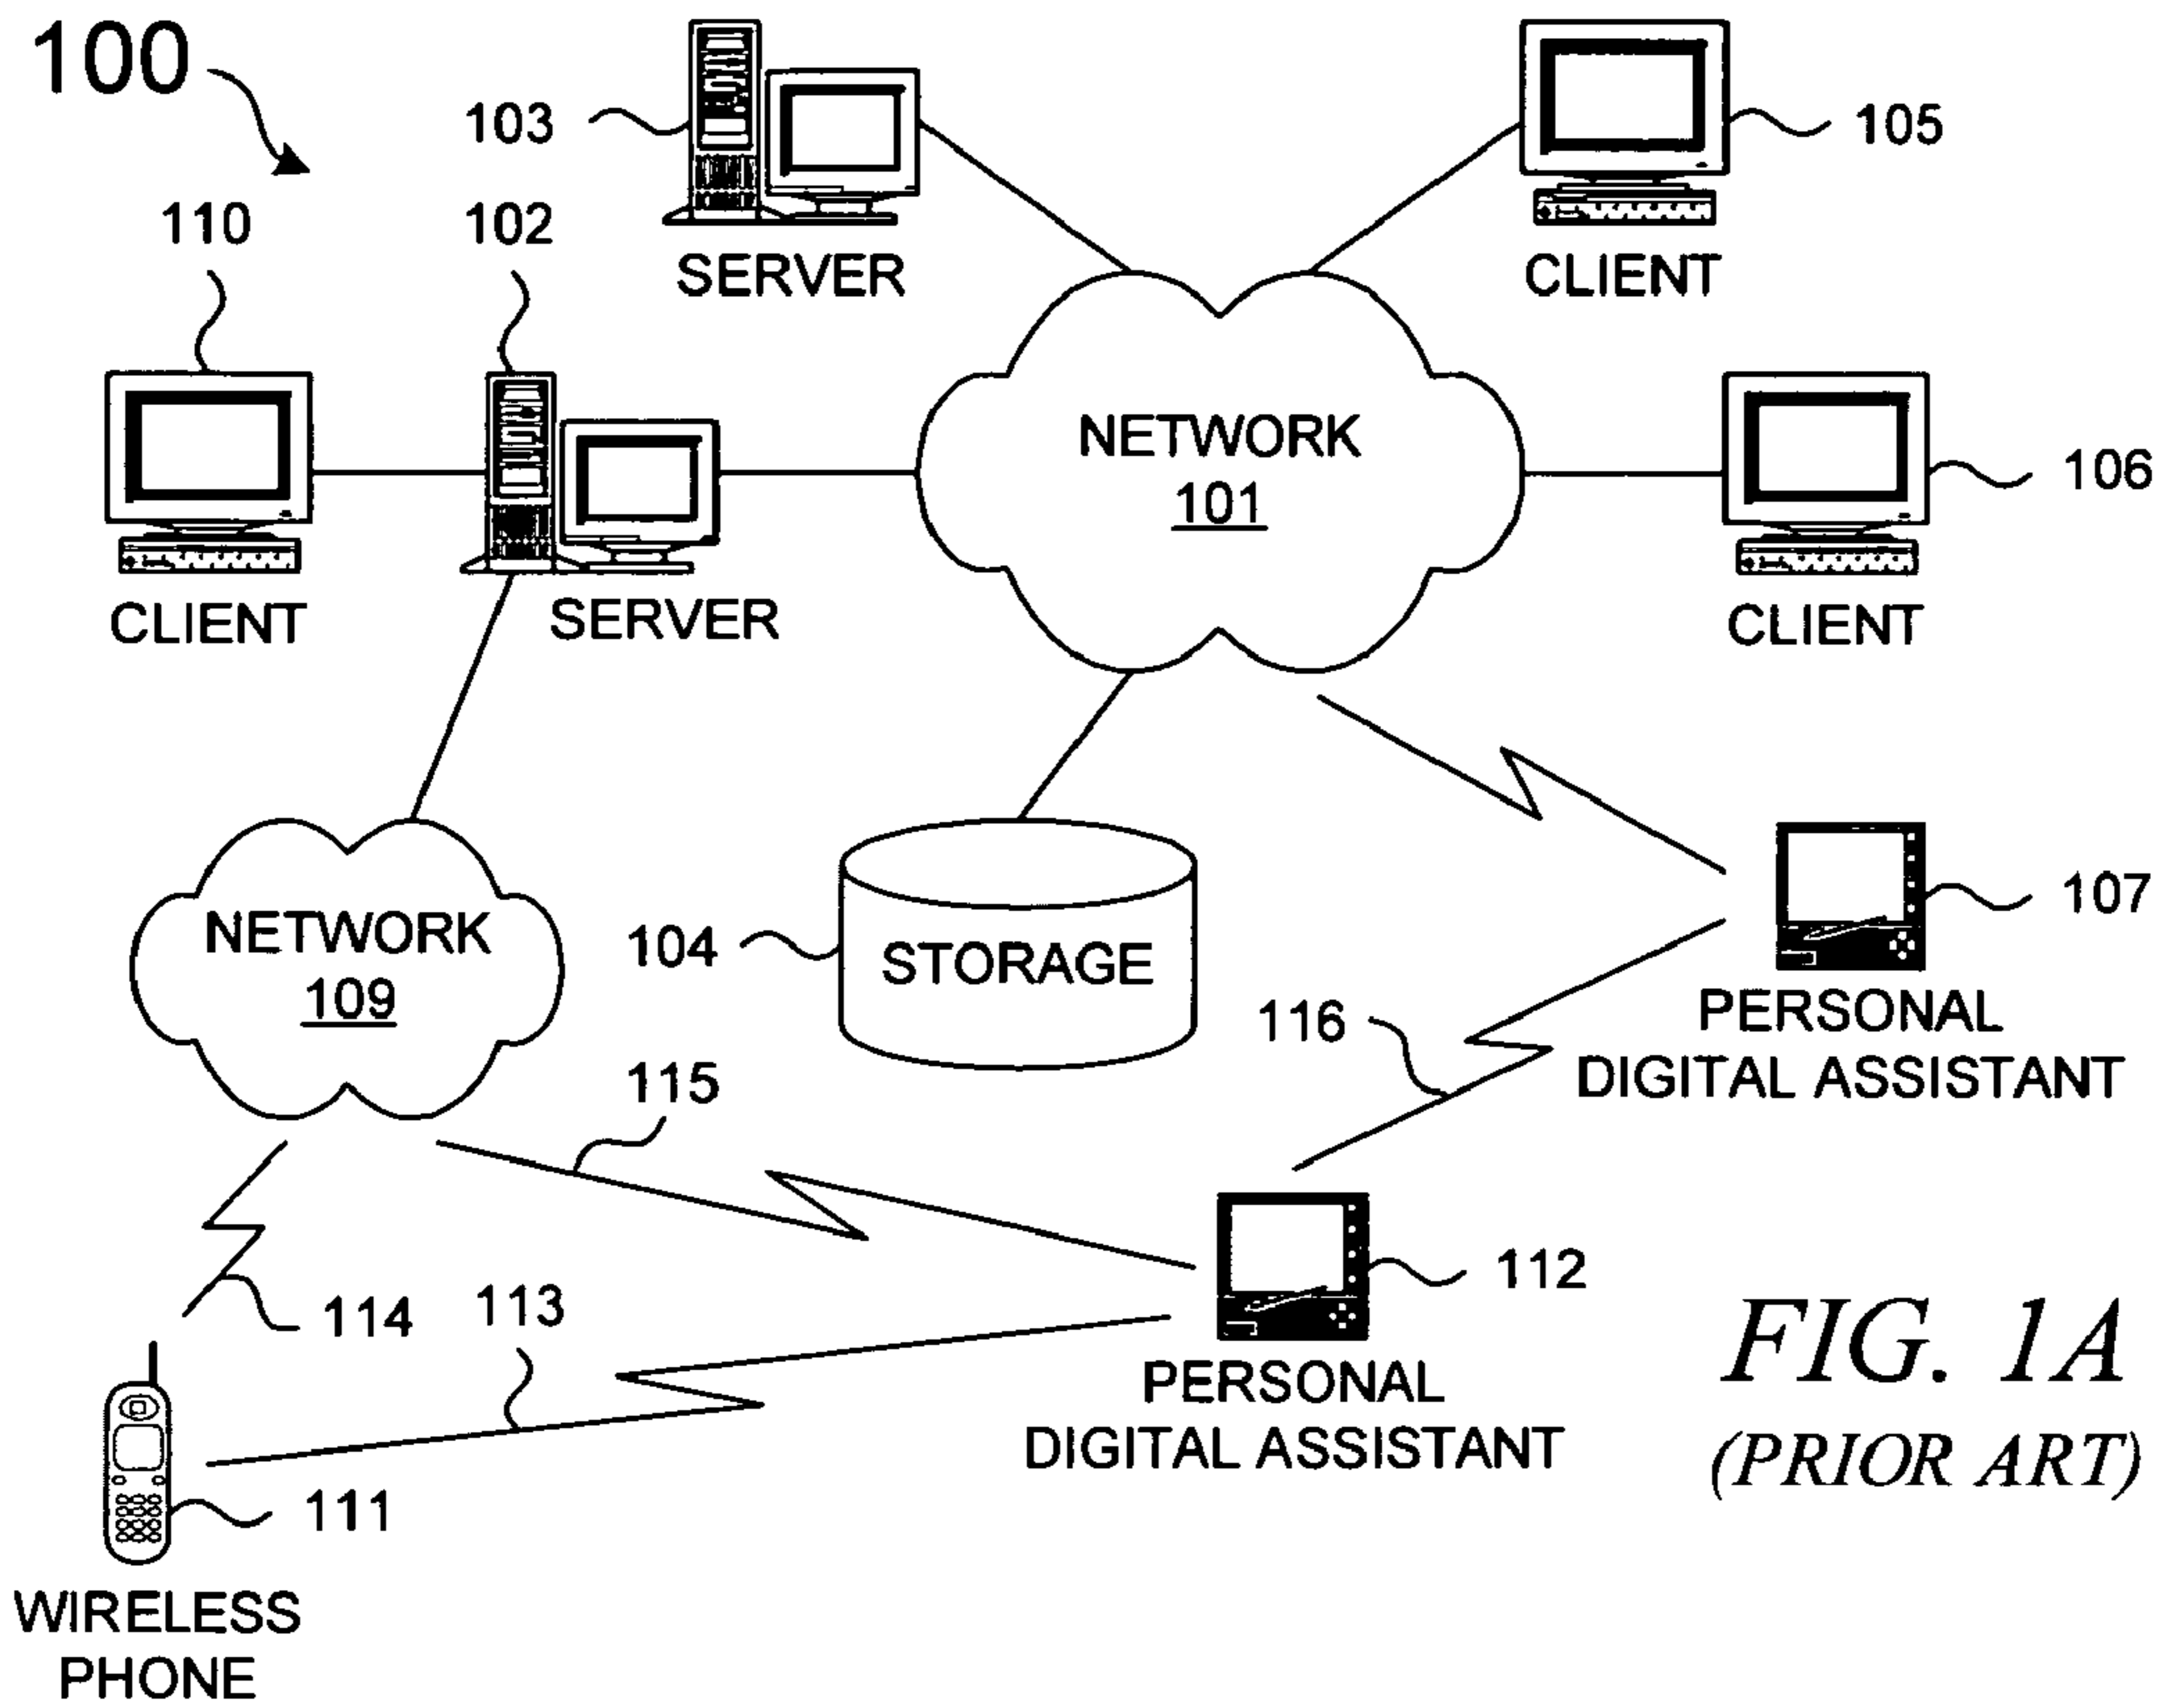 100
103
105
110
102
SERVER
CLIENT
NETWORK
101
106
CLIENT
SERVER
CLIENT
107
NETWORK
109
104
STORAGE
116
PERSONAL
DIGITAL ASSISTANT
115
112
114
113
PERSONAL
DIGITAL ASSISTANT
111
WIRELESS
PHONE
FIG. 1A
(PRIOR ART)